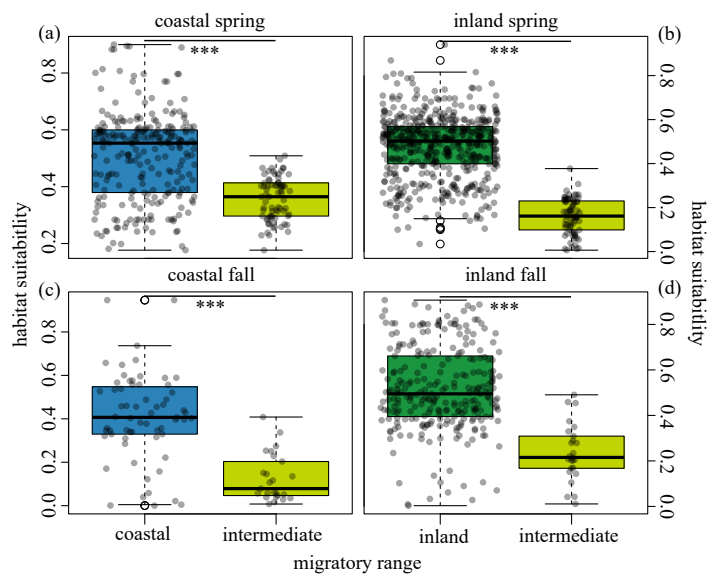 coastal spring
inland spring
(a)
(b)
***
***
0.8
0.6
0.4
0.2
0.8
0.6
0.4
0.2
0.0
habitat suitabitlity
habitat suitabitlity
coastal fall
inland fall
(c)
(d)
***
***
0.8
0.6
0.4
0.2
0.0
0.8
0.6
0.4
0.2
0.0
coastal
intermediate
inland
intermediate
migratory range